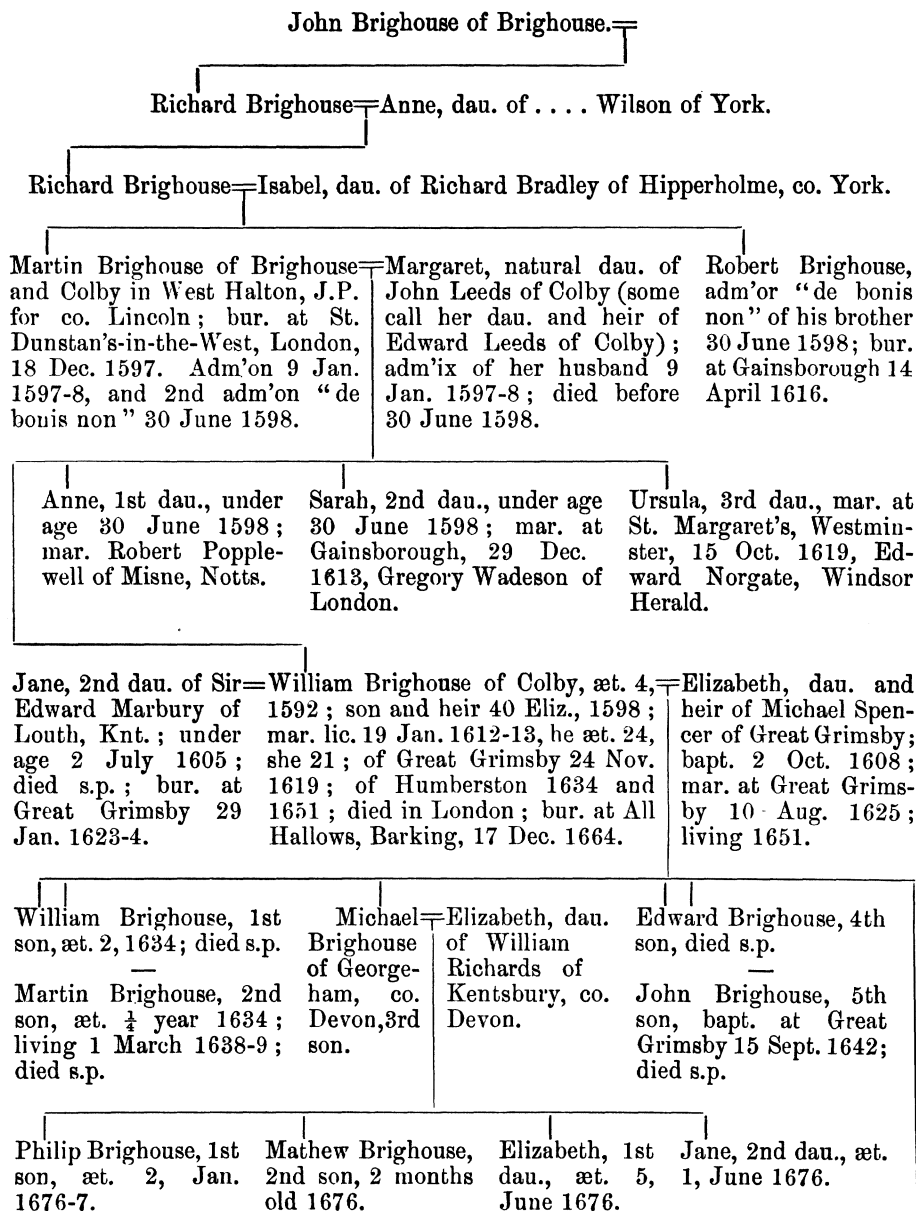 John Brighouse of Brighouse.
Richard Brighouse=Anne, dau. of . . . . Wilson of York.
Richard Brighouse=Isabel, dau. of Richard Bradley of Hipperholme, co. York.
Martin Brighouse of Brighouse
and Colby in West Halton, J.P.
for co. Lincoln; bur. at St.
Dunstan's-in-the-West, London,
18 Dec. 1597. Adm'on 9 Jan.
1597-8, and 2nd adm'on "de
bonis non" 30 June 1598.
=Margaret, natural dau. of
John Leeds of Colby (some
call her dau. and heir of
Edward Leeds of Colby);
adm'ix of her husband 9
Jan. 1597-8; died before
30 June 1598.
Robert Brighouse,
adm'or "de bonis
non" of his brother
30 June 1598; bur.
at Gainsborough 14
April 1616.
Anne, 1st dau., under
age 30 June 1598;
mar. Robert Popple-
well of Misne, Notts.
Sarah, 2nd dau., under age
30 June 1598; mar. at
Gainsborough, 29 Dec.
1613, Gregory Wadeson of
London.
Ursula, 3rd dau., mar. at
St. Margaret's, Westmin-
ster, 15 Oct. 1619, Ed-
ward Norgate, Windsor
Herald.
Jane, 2nd dau. of Sir
Edward Marbury of
Louth, Knt.; under
age 2 July 1605;
died s.p.; bur. at
Great Grimsby 29
Jan. 1623-4.
=William Brighouse of Colby, æt. 4,
1592; son and heir 40 Eliz., 1598;
mar. lic. 19 Jan. 1612-13, he æt. 24,
she 21; of Great Grimsby 24 Nov.
1619; of Humberston 1634 and
1651; died in London; bur. at All
Hallows, Barking, 17 Dec. 1664.
=Elizabeth, dau. and
heir of Michael Spen-
cer of Great Grimsby;
bapt. 2 Oct. 1608;
mar. at Great Grims-
by 10 Aug. 1625;
living 1651.
William Brighouse, 1st
son, æt. 2, 1634; died s.p.
—
Martin Brighouse, 2nd
son, æt. ¼ year 1634;
living 1 March 1638-9;
died s.p.
Michael
Brighouse
of George-
ham, co.
Devon,3rd
son.
=Elizabeth, dau.
of William
Richards of
Kentsbury, co.
Devon.
Edward Brighouse, 4th
son, died s.p.
—
John Brighouse, 5th
son, bapt. at Great
Grimsby 15 Sept. 1642;
died s.p.
Philip Brighouse, 1st
son, æt. 2, Jan.
1676-7.
Mathew Brighouse,
2nd son, 2 months
old 1676.
Elizabeth, 1st
dau., æt. 5,
June 1676.
Jane, 2nd dau., æt.
1, June 1676.